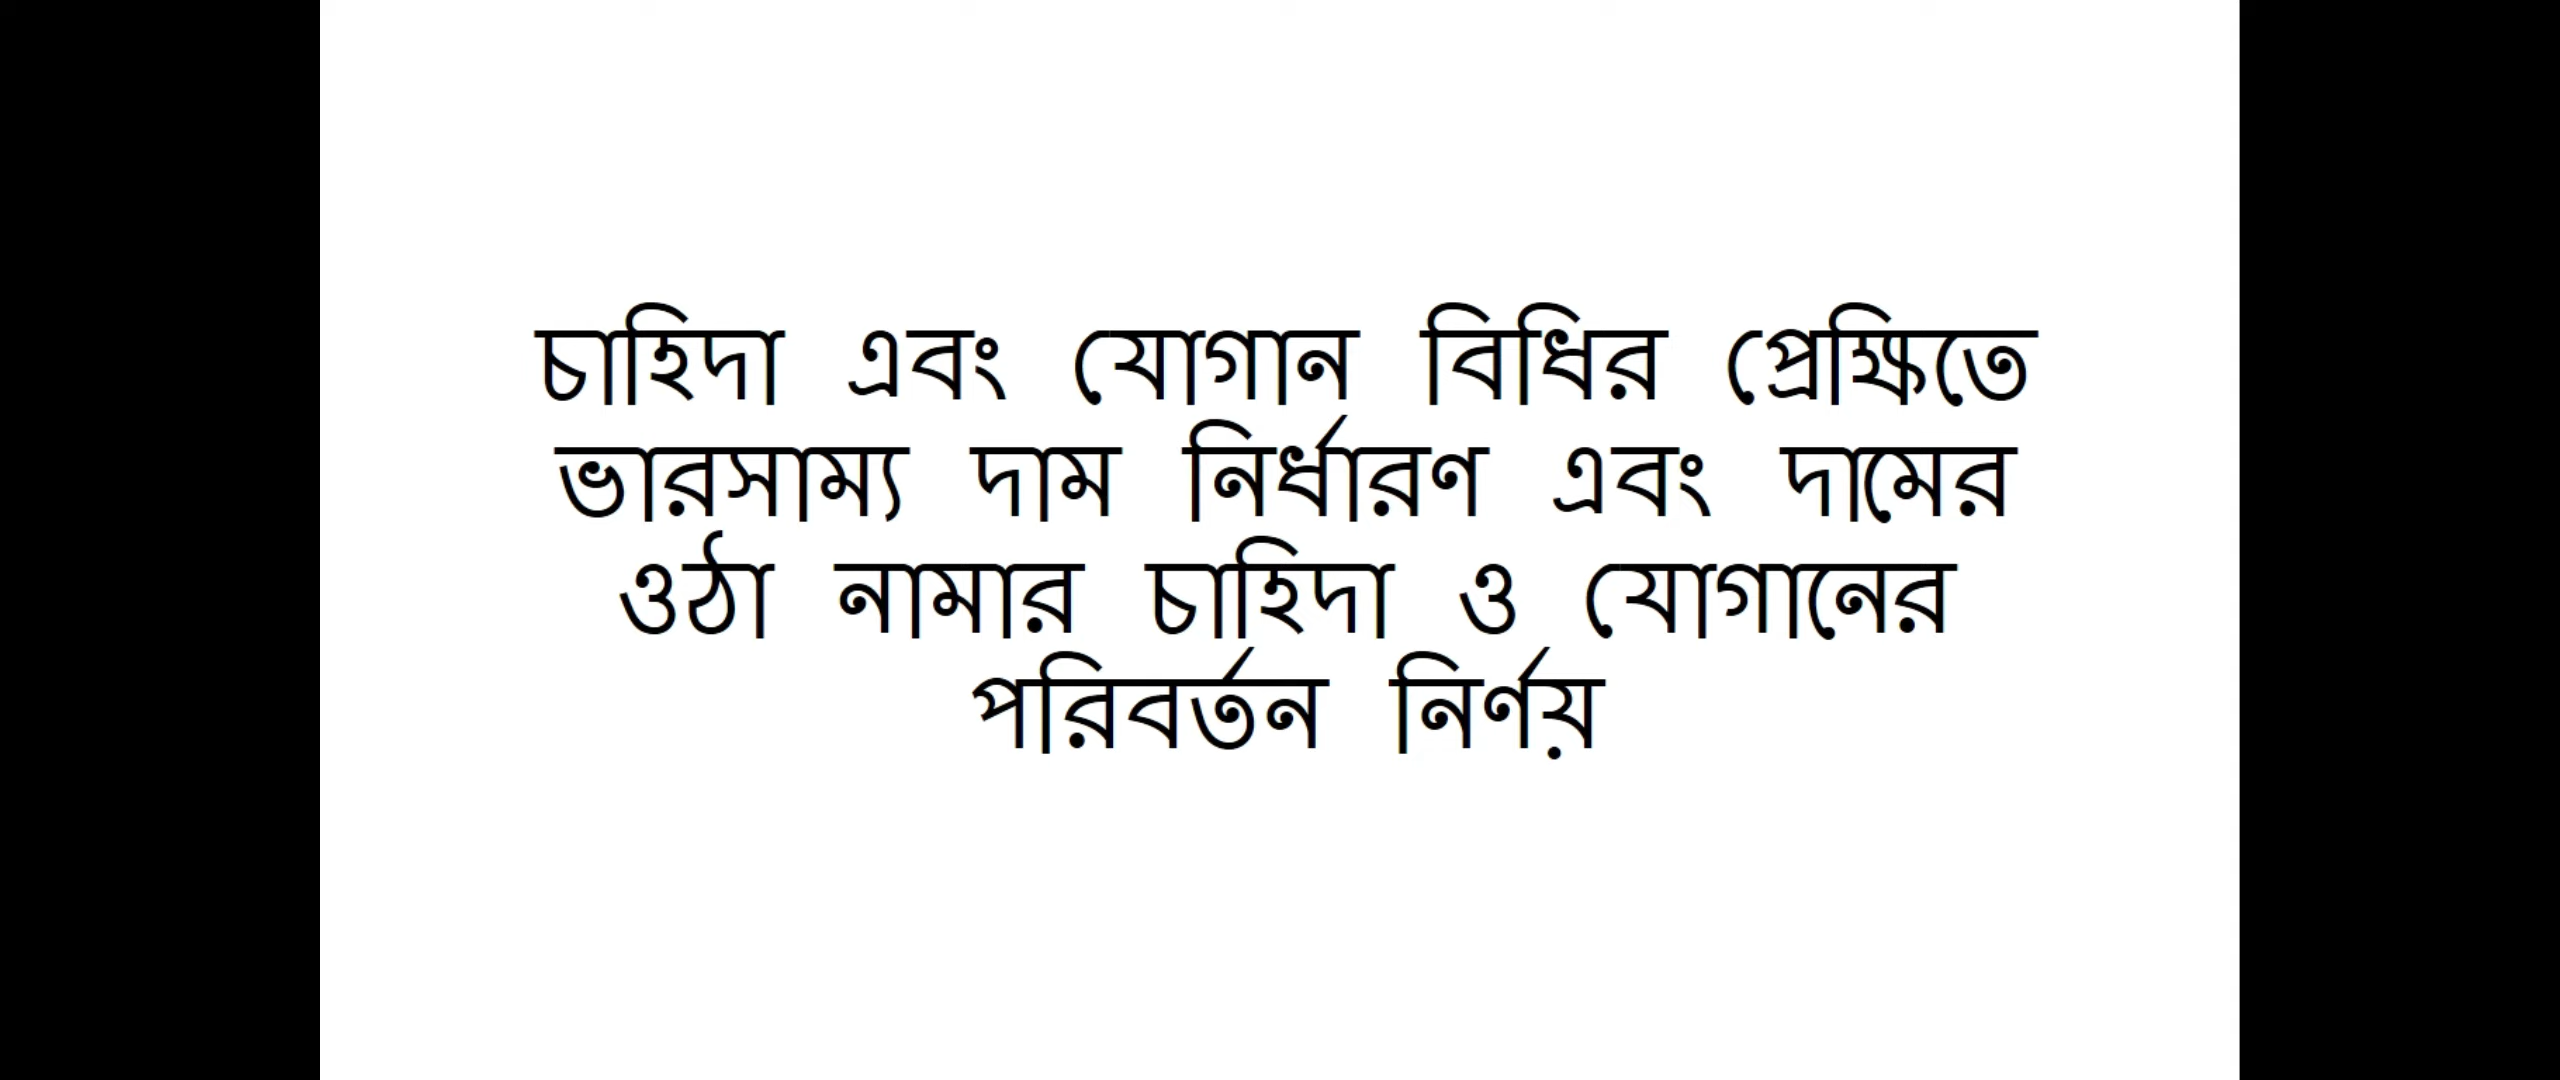 চাহিদা এবং যোগান বিধির প্রেক্ষিতে
ভারসাম্য দাম নির্ধারণ এবং দামের
ওঠা নামার চাহিদা ও যোগানের
পরিবর্তন নির্ণয়